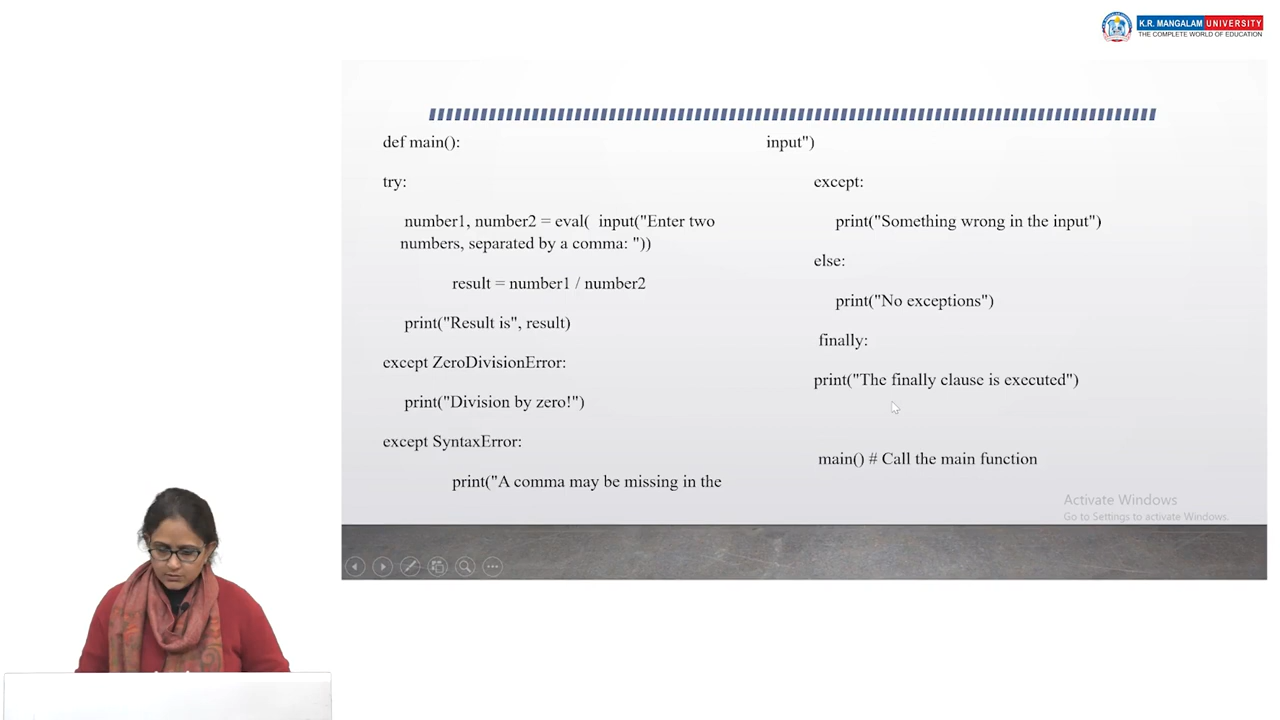 K.R. MANGALAM UNIVERSITY
THE COMPLETE WORLD OF EDUCATION
def main():
try:
number1, number2 = eval( input("Enter two
numbers, separated by a comma: "))
result = number1 / number2
print("Result is", result)
except ZeroDivisionError:
print("Division by zero!")
except SyntaxError:
print("A comma may be missing in the
input")
except:
print("Something wrong in the input")
else:
print("No exceptions")
finally:
print("The finally clause is executed")
main() # Call the main function
Activate Windows
Go to Settings to activate Windows.